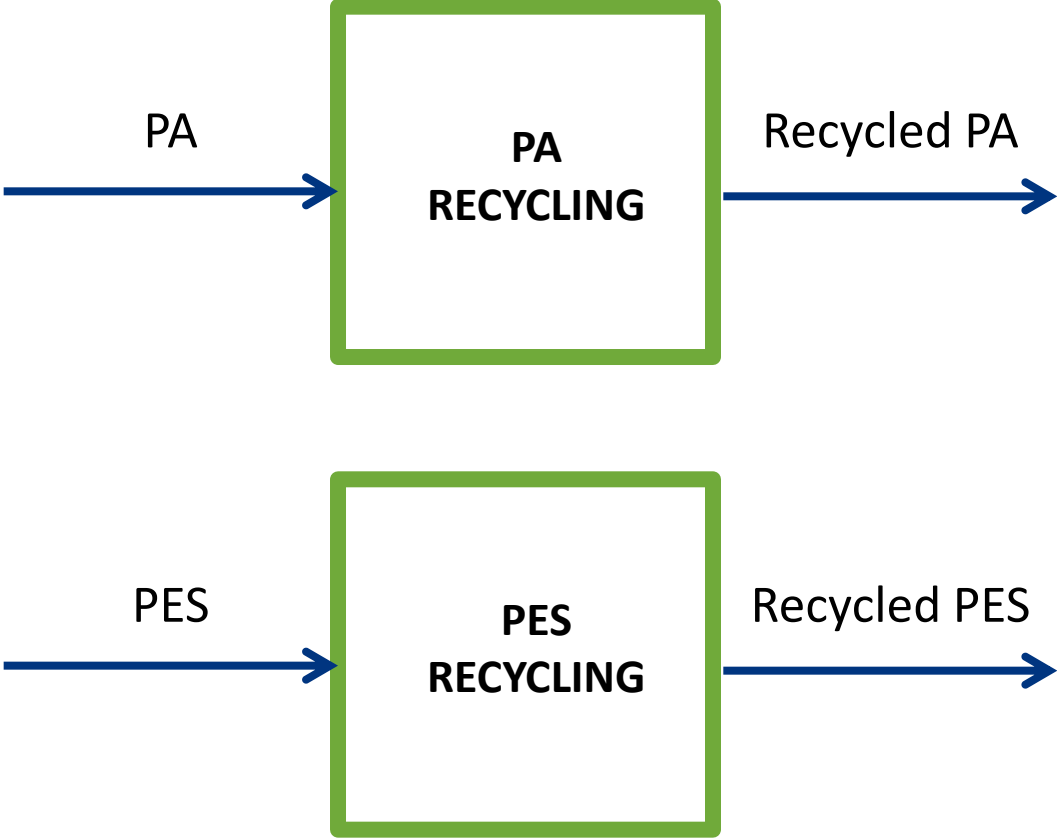 PA
PA
RECYCLING
Recycled PA
PES
PES
RECYCLING
Recycled PES